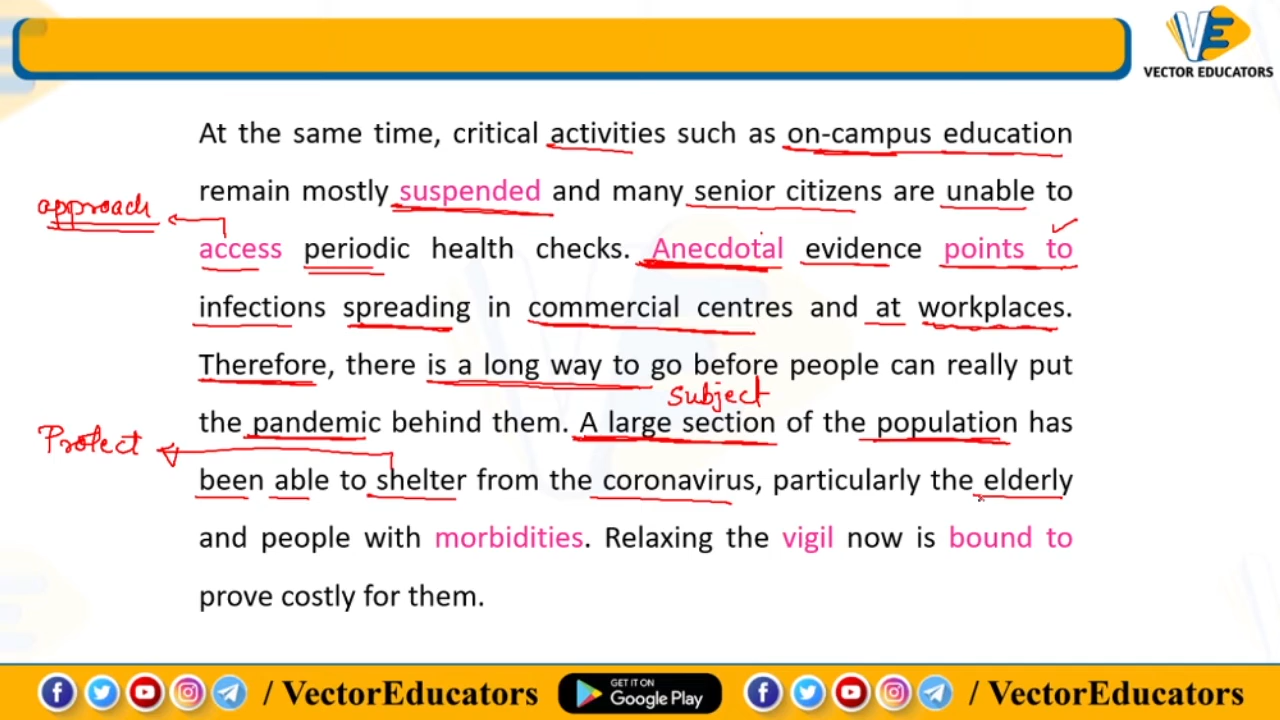 VE
VECTOR EDUCATORS
At the same time, critical activities such as on-campus education
remain mostly suspended and many senior citizens are unable to
approach
access periodic health checks. Anecdotal evidence points to
infections spreading in commercial centres and at workplaces.
Therefore, there is a long way to go before people can really put
Subject
the pandemic behind them. A large section of the population has
Protect
been able to shelter from the coronavirus, particularly the elderly
and people with morbidities. Relaxing the vigil now is bound to
prove costly for them.
/ VectorEducators GET IT ON Google Play / VectorEducators